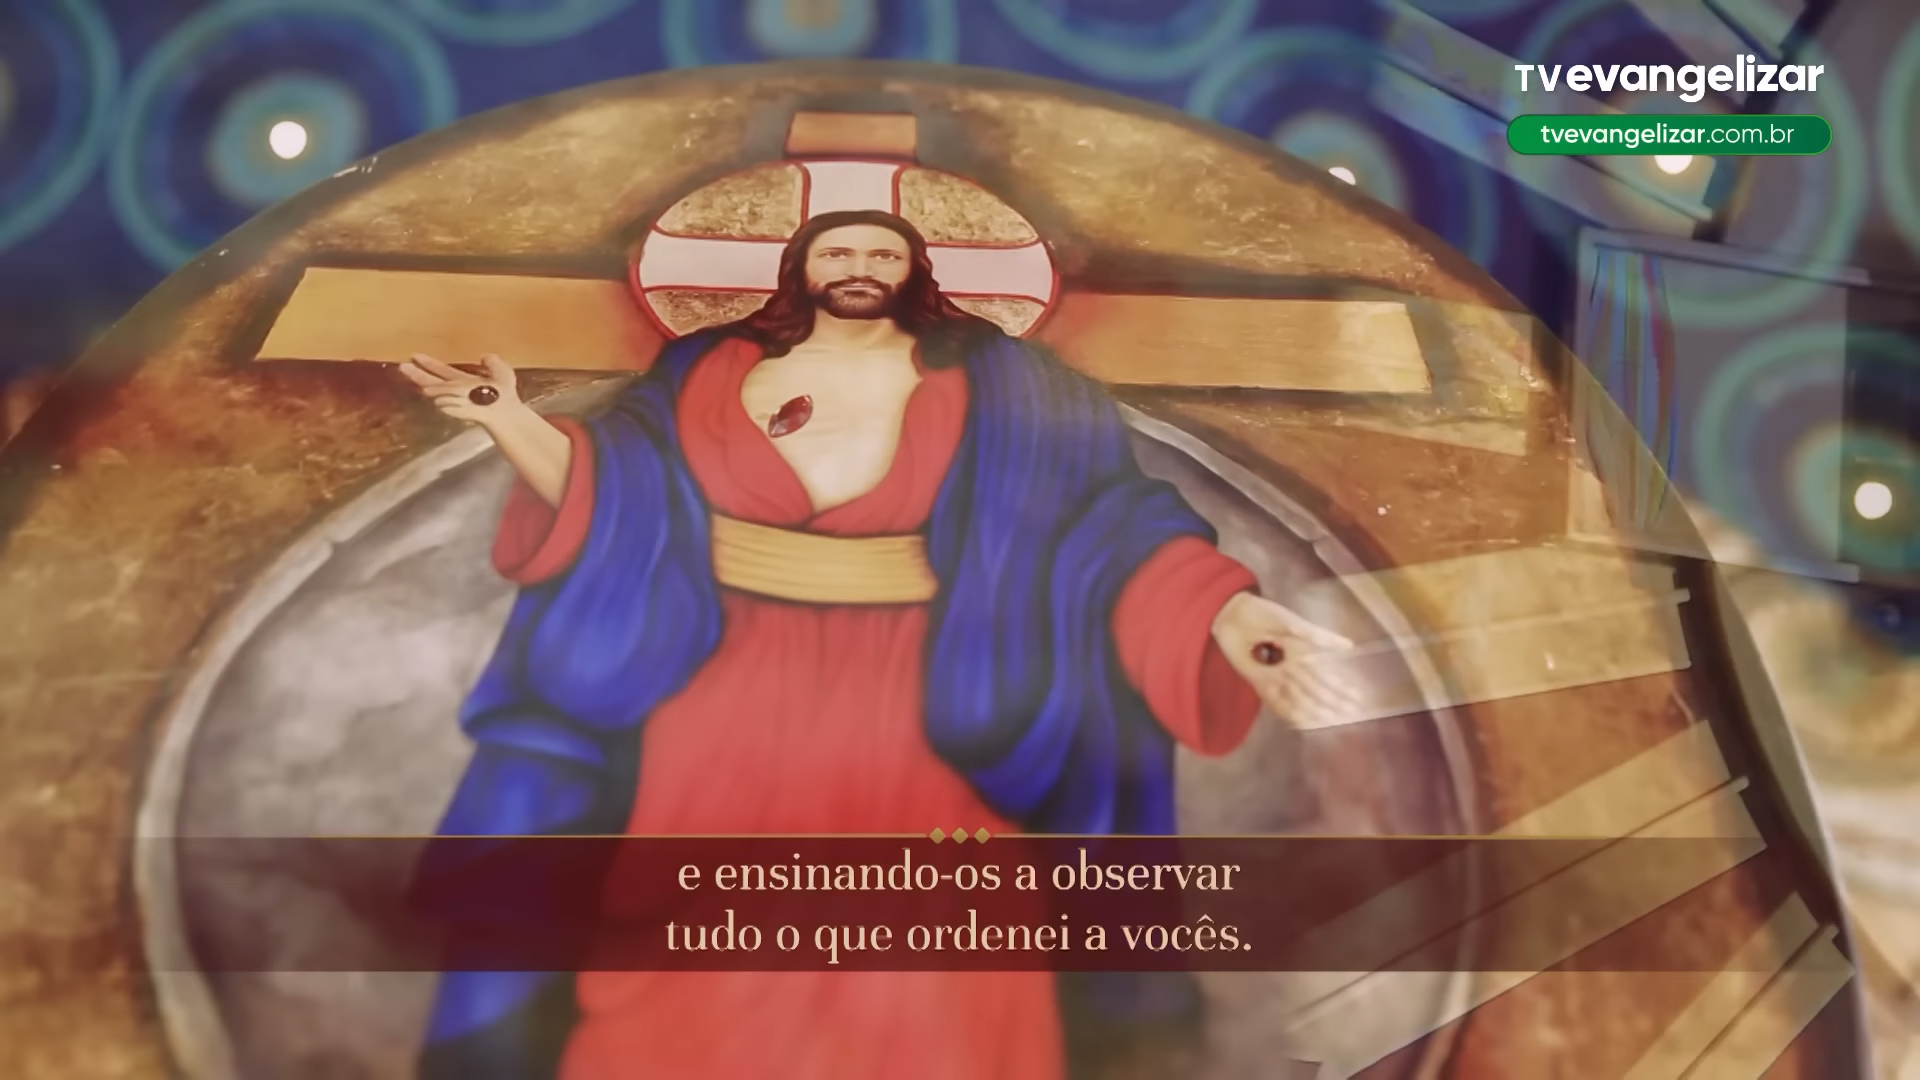 TVevangelizar
tvevangelizar.com.br
e ensinando-os a observar
tudo o que ordenei a vocês.